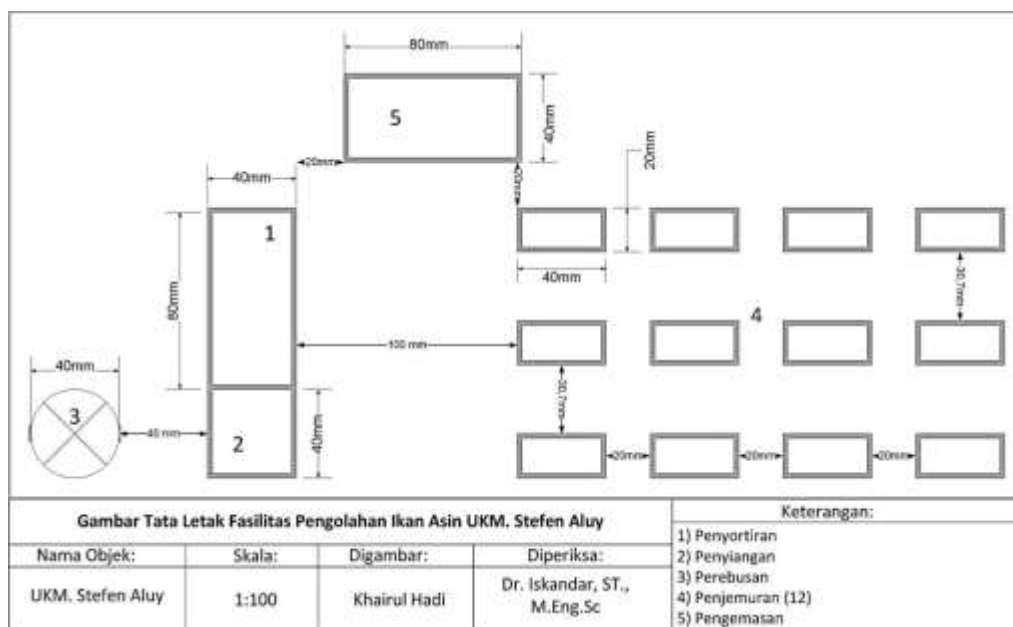 80mm
5
40mm
20mm
20mm
20mm
40mm
1
40mm
80mm
30,7mm
4
100 mm
40mm
3
30,7mm
40 mm
2
40mm
20mm
20mm
20mm
Gambar Tata Letak Fasilitas Pengolahan Ikan Asin UKM. Stefen Aluy
Nama Objek:
Skala:
Digambar:
Diperiksa:
UKM. Stefen Aluy
1:100
Khairul Hadi
Dr. Iskandar, ST.,
M.Eng.Sc
Keterangan:
1) Penyortiran
2) Penyiangan
3) Perebusan
4) Penjemuran (12)
5) Pengemasan